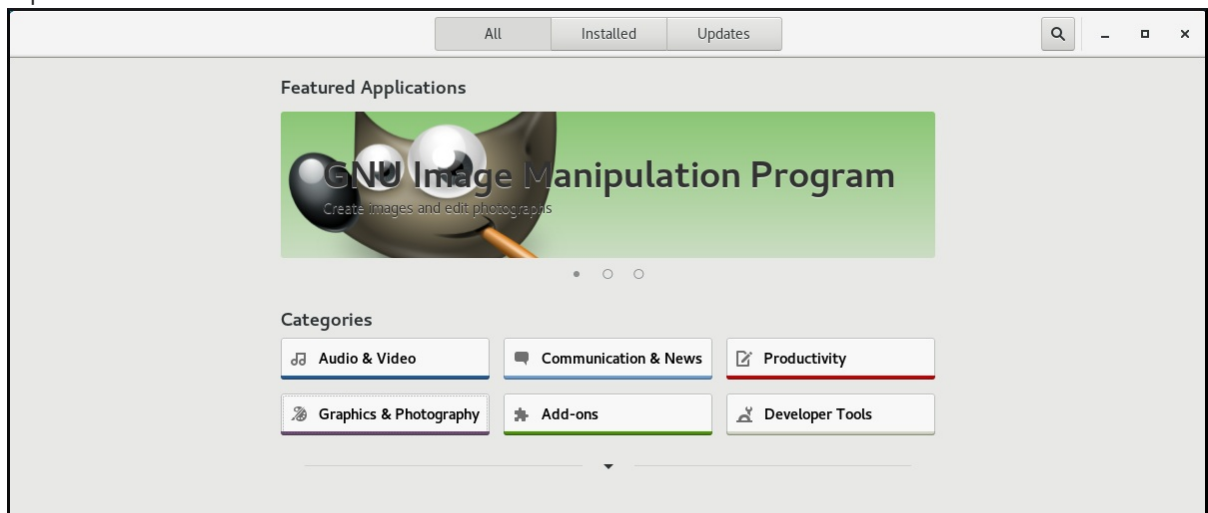 All Installed Updates
Featured Applications
GNU Image Manipulation Program
Create images and edit photographs
Categories
Audio & Video Communication & News Productivity
Graphics & Photography Add-ons Developer Tools